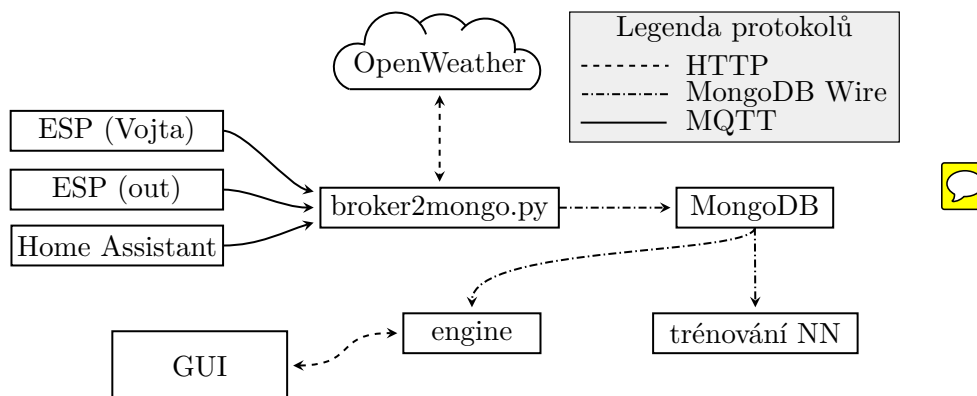 OpenWeather
Legenda protokolů
HTTP
MongoDB Wire
MQTT
ESP (Vojta)
ESP (out)
Home Assistant
broker2mongo.py
MongoDB
engine
trénování NN
GUI